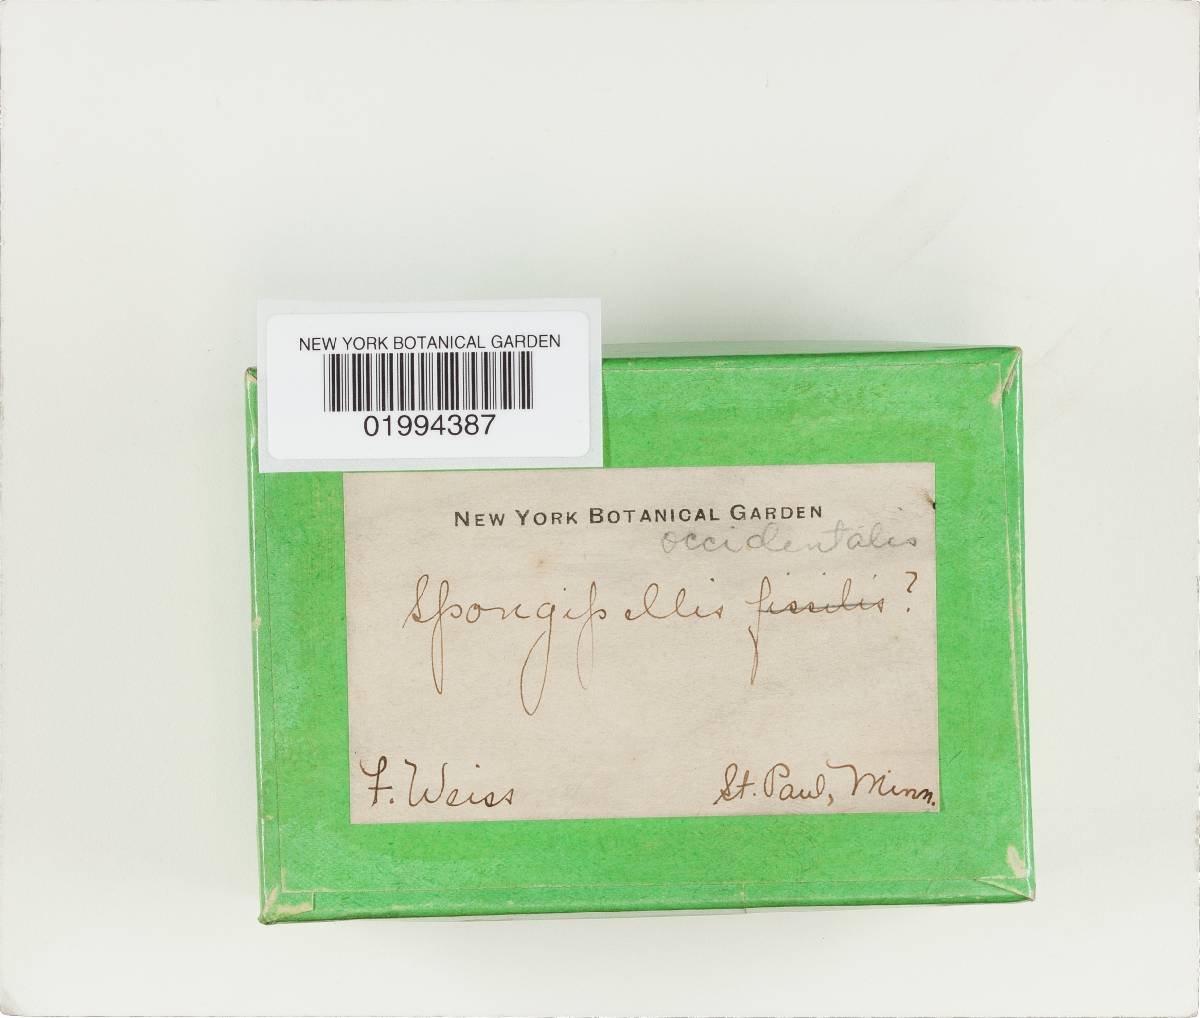 NEW YORK BOTANICAL GARDEN
01994387
NEW YORK BOTANICAL GARDEN
occidentalis
Spongipellis fissilis?
F. Weiss St. Paul, Minn.